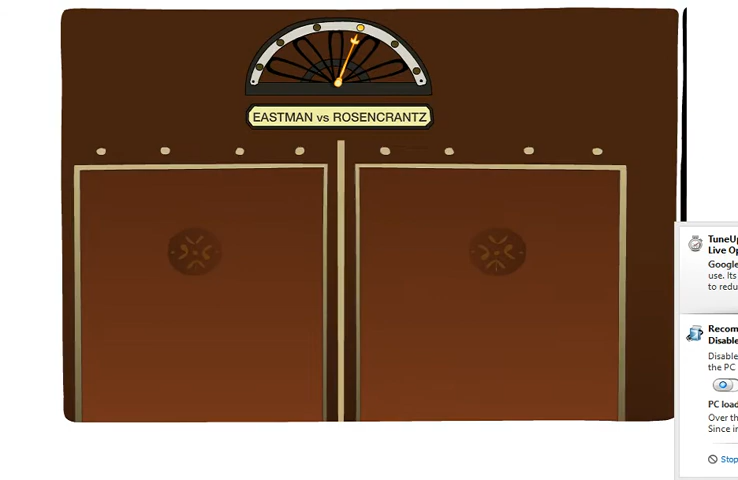 EASTMAN vs ROSENCRANTZ
TuneUp
Live Op
Google
use. Its
to redu
Recom
Disable
Disable
the PC
PC load
Over th
Since in
Stop